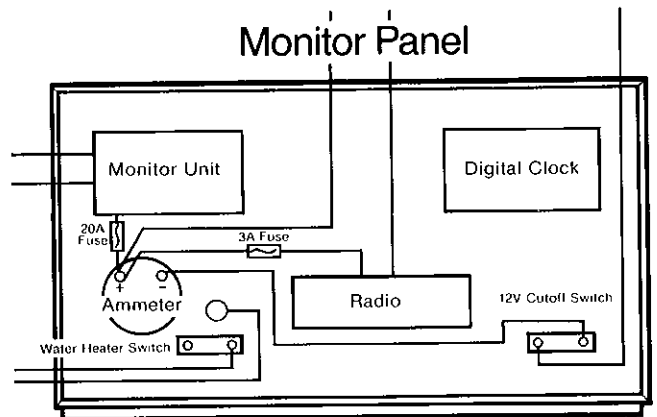 Monitor Panel
Monitor Unit
Digital Clock
20A
Fuse
3A Fuse
+
-
Ammeter
Radio
12V Cutoff Switch
Water Heater Switch